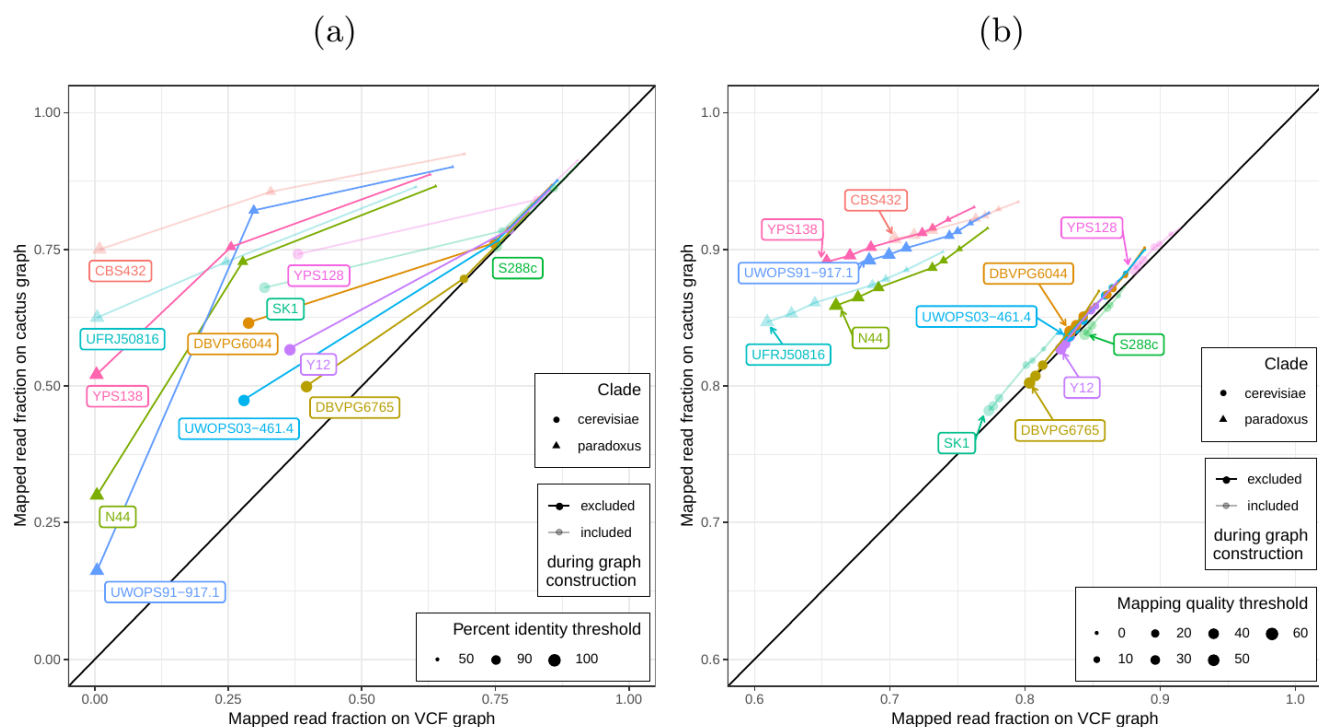 (a)
Mapped read fraction on cactus graph
1.00
0.75
0.50
0.25
0.00
CBS432
UFRJ50816
YPS138
N44
UWOPS91−917.1
YPS128
SK1
DBVPG6044
Y12
UWOPS03−461.4
DBVPG6765
S288c
Clade
cerevisiae
paradoxus
excluded
included
during graph
construction
Percent identity threshold
50 90 100
0.00 0.25 0.50 0.75 1.00
Mapped read fraction on VCF graph
(b)
Mapped read fraction on cactus graph
1.0
0.9
0.8
0.7
0.6
CBS432
YPS138
UWOPS91−917.1
N44
UFRJ50816
YPS128
DBVPG6044
UWOPS03−461.4
S288c
Y12
DBVPG6765
SK1
Clade
cerevisiae
paradoxus
excluded
included
during graph
construction
Mapping quality threshold
0 20 40 60
10 30 50
0.6 0.7 0.8 0.9 1.0
Mapped read fraction on VCF graph